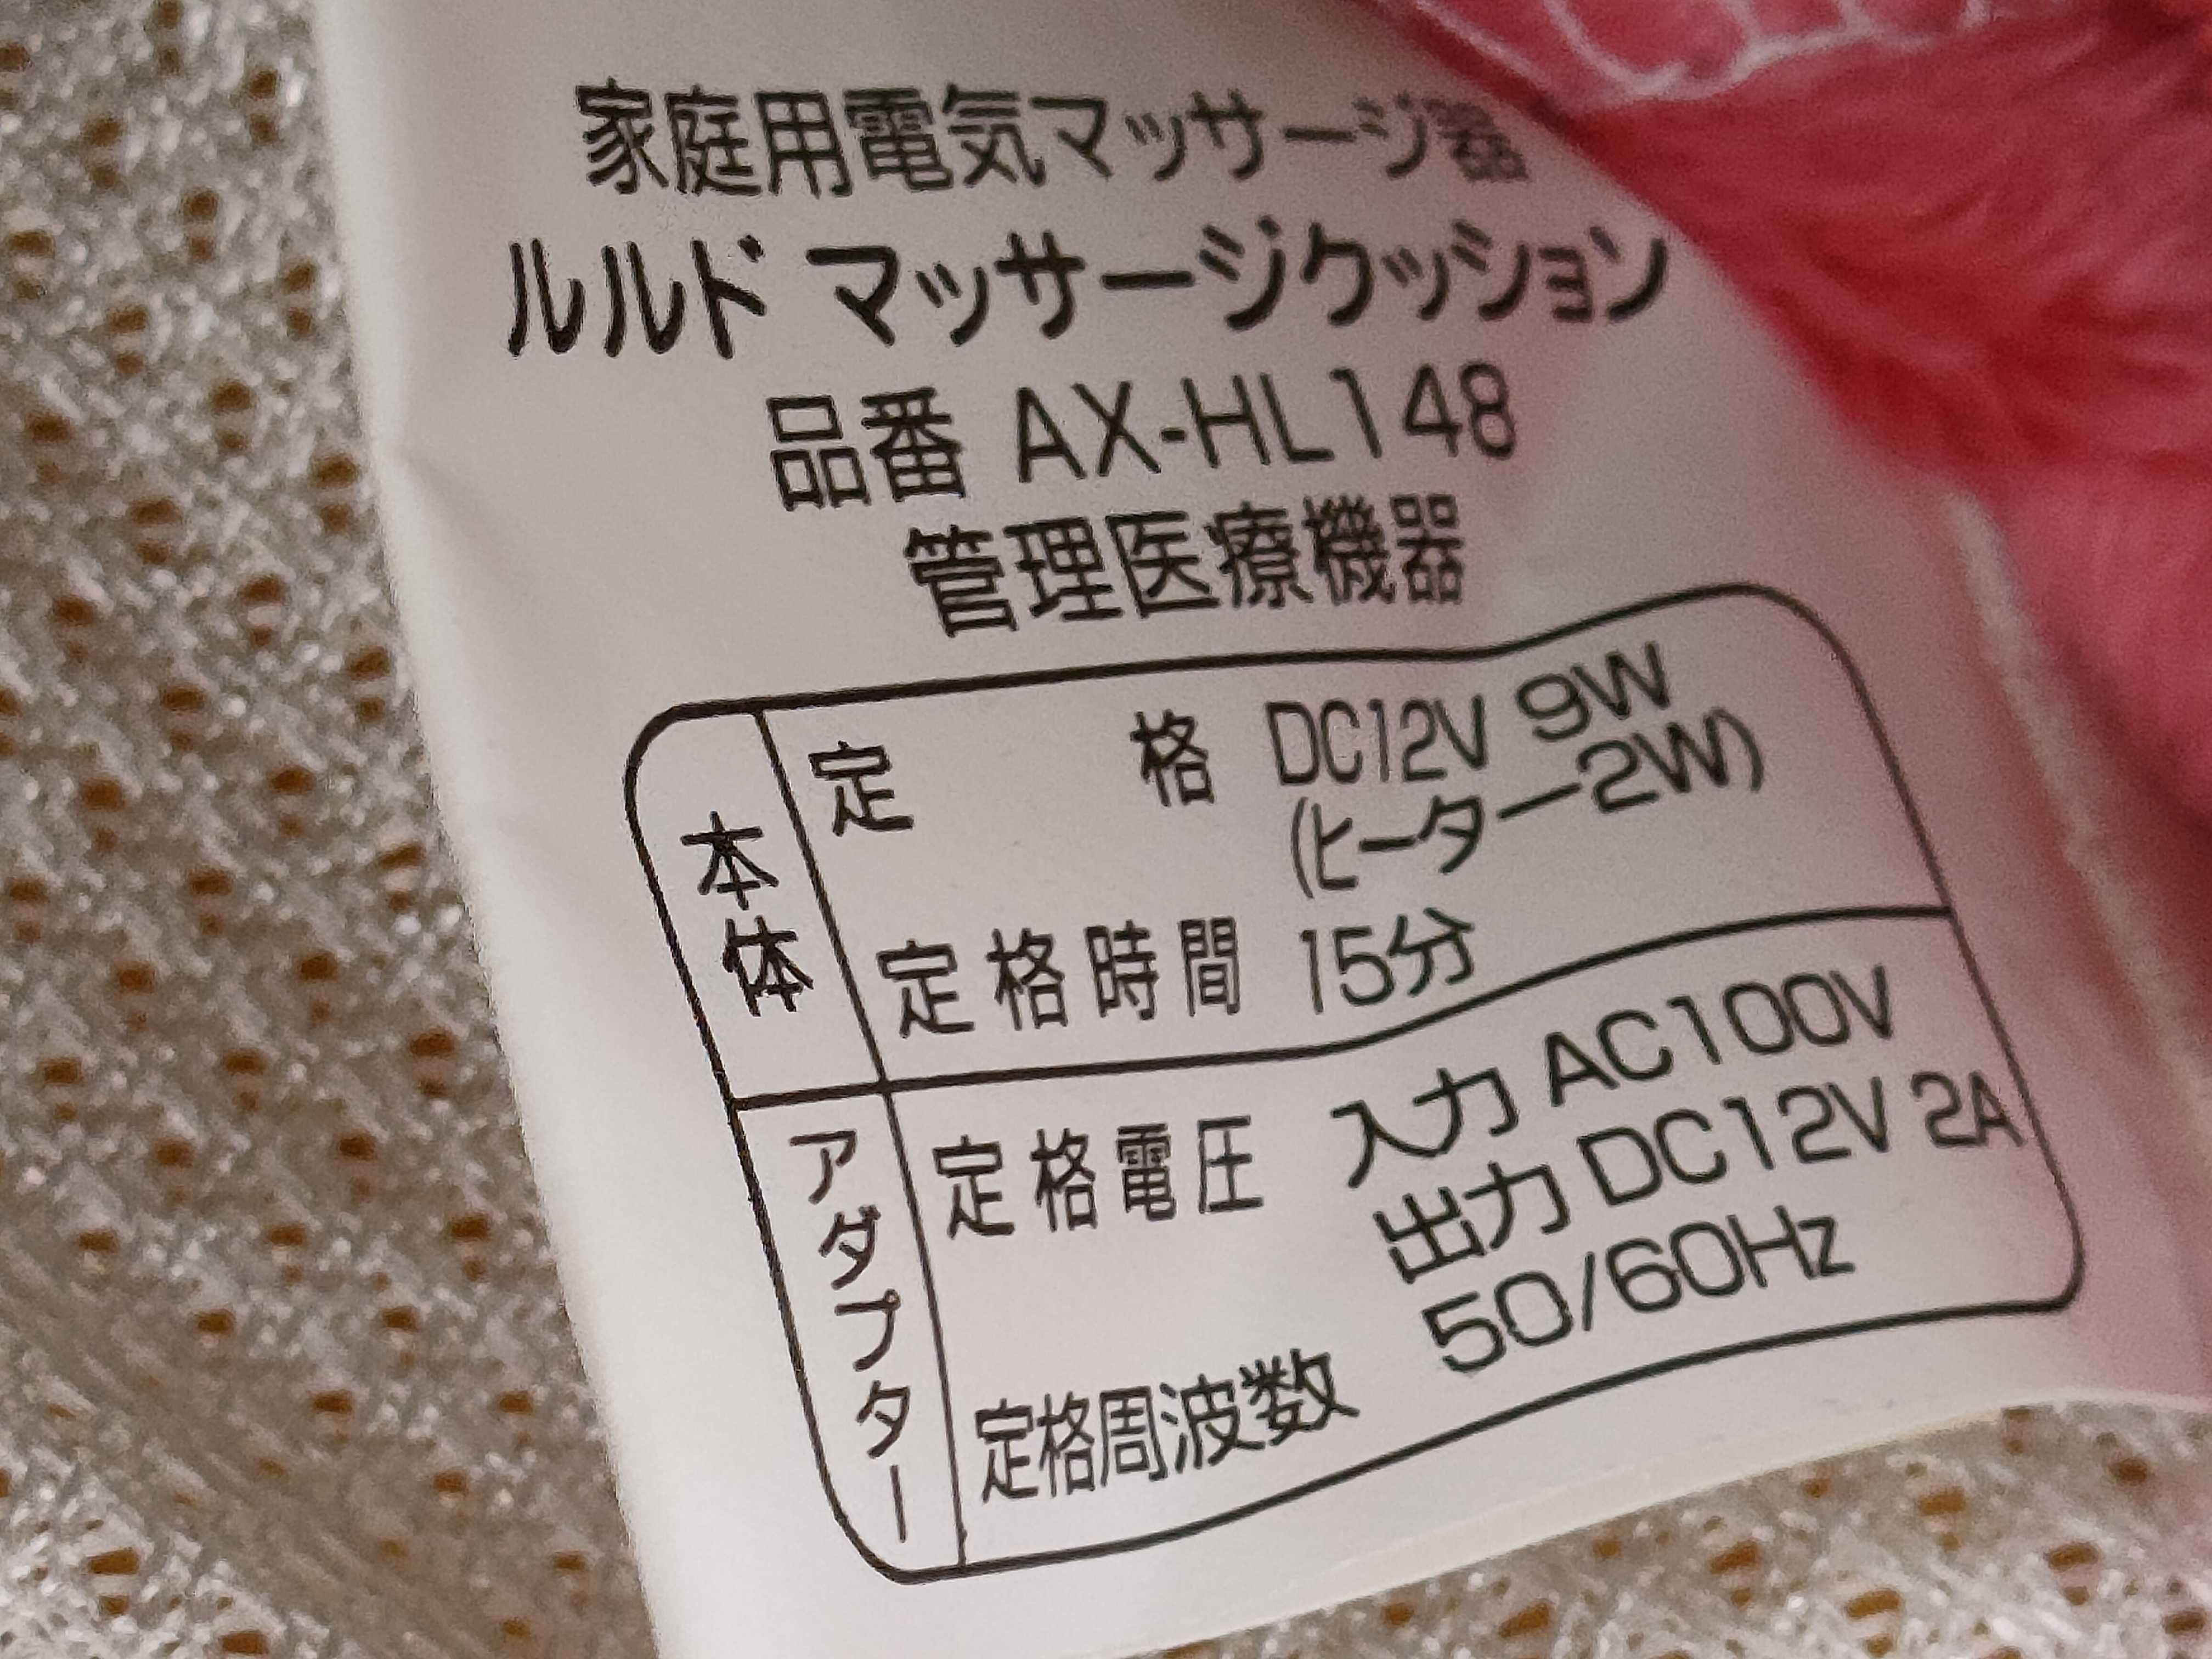 家庭用電気マッサージ器
ルルド マッサージクッション
品番 AX-HL148
管理医療機器
本体
定格 DC12V 9W
(ヒーター2W)
定格時間 15分
アダプター
定格電圧 入力 AC100V
出力 DC12V 2A
定格周波数 50/60Hz